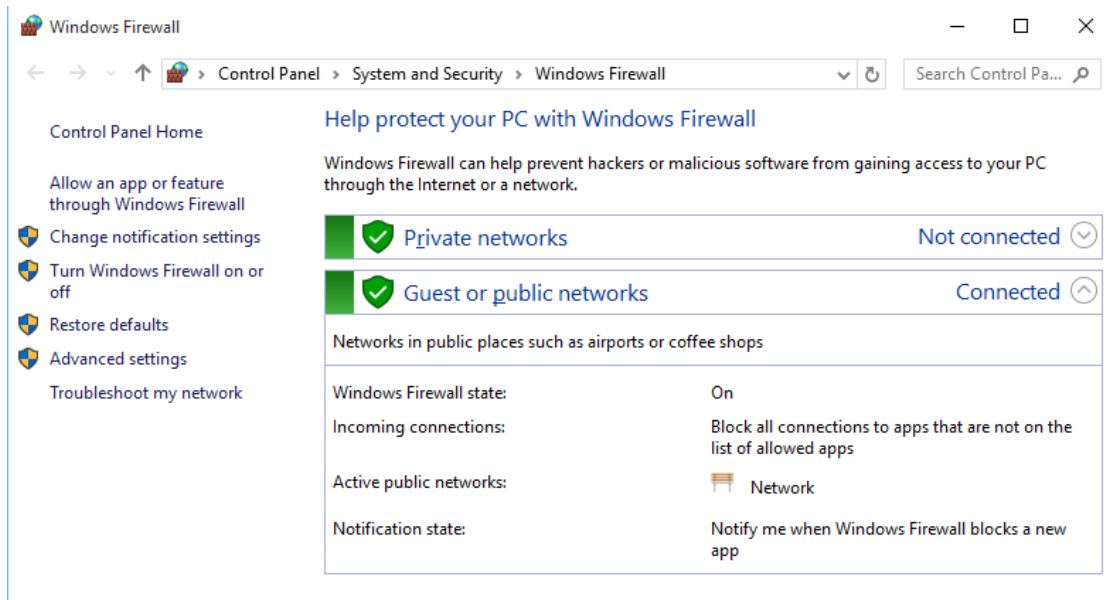 Windows Firewall
Control Panel > System and Security > Windows Firewall
Search Control Pa...
Control Panel Home
Allow an app or feature
through Windows Firewall
Change notification settings
Turn Windows Firewall on or
off
Restore defaults
Advanced settings
Troubleshoot my network
Help protect your PC with Windows Firewall
Windows Firewall can help prevent hackers or malicious software from gaining access to your PC
through the Internet or a network.
Private networks
Not connected
Guest or public networks
Connected
Networks in public places such as airports or coffee shops
Windows Firewall state:
On
Incoming connections:
Block all connections to apps that are not on the
list of allowed apps
Active public networks:
Network
Notification state:
Notify me when Windows Firewall blocks a new
app